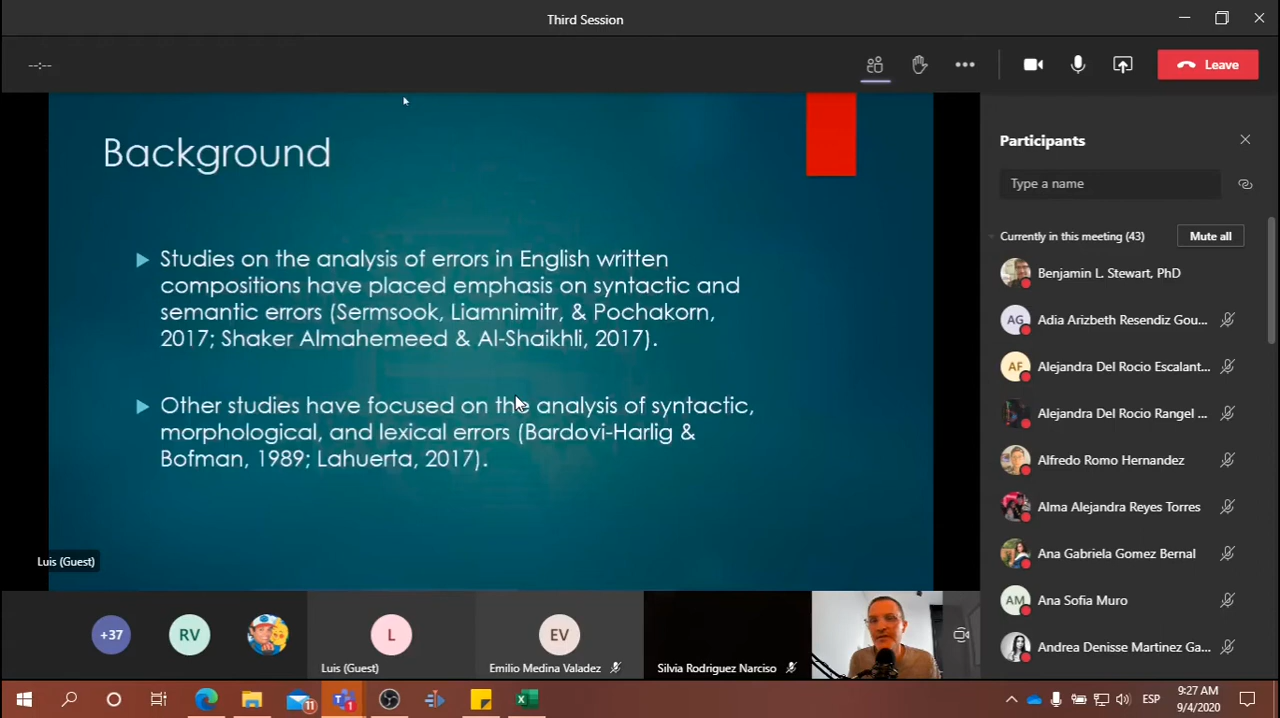 Third Session
--:--
Leave
Background
Studies on the analysis of errors in English written
compositions have placed emphasis on syntactic and
semantic errors (Sermsook, Liamnimitr, & Pochakorn,
2017; Shaker Almahemeed & Al-Shaikhli, 2017).
Other studies have focused on the analysis of syntactic,
morphological, and lexical errors (Bardovi-Harlig &
Bofman, 1989; Lahuerta, 2017).
Luis (Guest)
+37
RV
L
Luis (Guest)
EV
Emilio Medina Valadez
Silvia Rodriguez Narciso
Participants
Type a name
Currently in this meeting (43)
Mute all
Benjamin L. Stewart, PhD
AG
Adia Arizbeth Resendiz Gou...
AF
Alejandra Del Rocio Escalant...
Alejandra Del Rocio Rangel ...
Alfredo Romo Hernandez
Alma Alejandra Reyes Torres
Ana Gabriela Gomez Bernal
AM
Ana Sofia Muro
Andrea Denisse Martinez Ga...
11
1
ESP
9:27 AM
9/4/2020